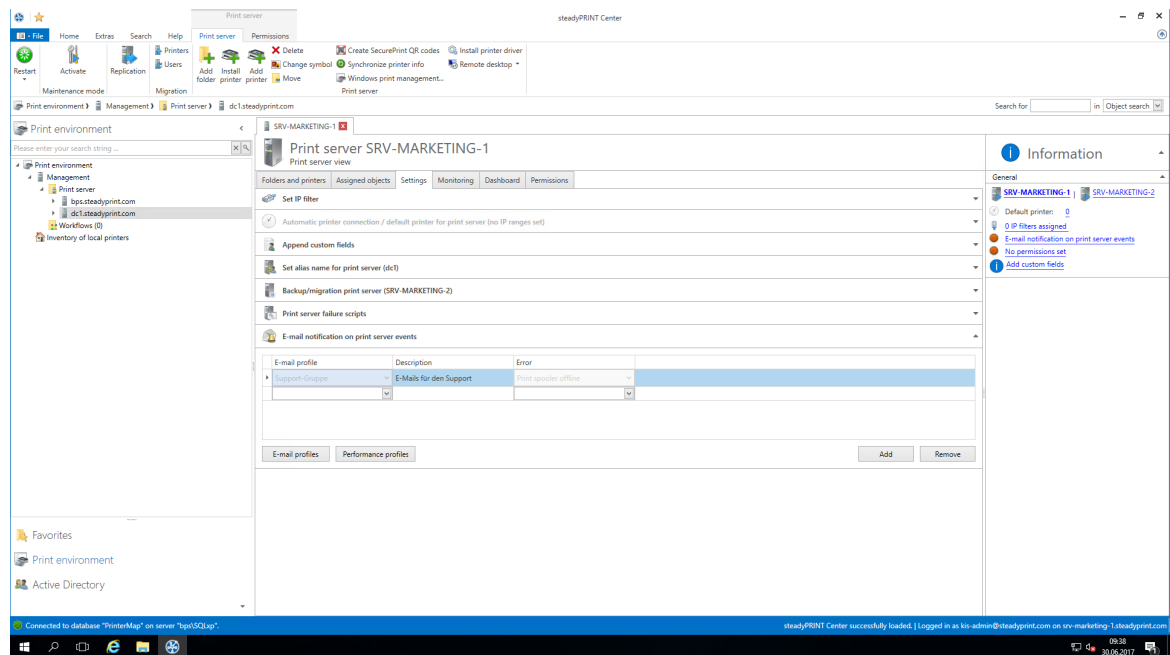 Print server
steadyPRINT Center
File Home Extras Search Help Print server Permissions
Restart
Activate
Replication
Printers
Users
Add folder
Install printer
Add printer
Delete
Change symbol
Move
Create SecurePrint QR codes
Synchronize printer info
Windows print management...
Install printer driver
Remote desktop
Maintenance mode
Migration
Print server
Print environment Management Print server dc1.steadyprint.com
Search for in Object search
Print environment
Please enter your search string ...
Print environment
Management
Print server
bps.steadyprint.com
dc1.steadyprint.com
Workflows (0)
Inventory of local printers
Favorites
Print environment
Active Directory
SRV-MARKETING-1
Print server SRV-MARKETING-1
Print server view
Folders and printers Assigned objects Settings Monitoring Dashboard Permissions
Set IP filter
Automatic printer connection / default printer for print server (no IP ranges set)
Append custom fields
Set alias name for print server (dc1)
Backup/migration print server (SRV-MARKETING-2)
Print server failure scripts
E-mail notification on print server events
E-mail profile Description Error
Support-Gruppe E-Mails für den Support Print spooler offline
E-mail profiles Performance profiles Add Remove
Information
General
SRV-MARKETING-1 | SRV-MARKETING-2
Default printer: 0
0 IP filters assigned
E-mail notification on print server events
No permissions set
Add custom fields
Connected to database "PrinterMap" on server "bps\SQLxp".
steadyPRINT Center successfully loaded. | Logged in as kis-admin@steadyprint.com on srv-marketing-1.steadyprint.com
09:38
30.06.2017